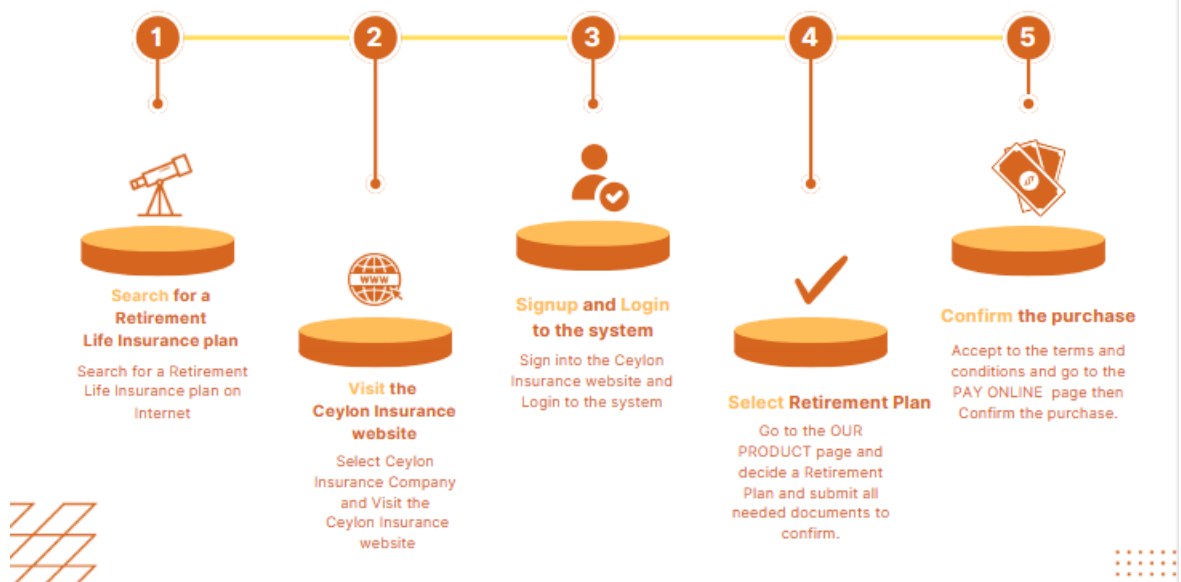 1
2
3
4
5
Search for a
Retirement
Life Insurance plan
Search for a Retirement
Life Insurance plan on
Internet
WWW
Visit the
Ceylon Insurance
website
Select Ceylon
Insurance Company
and Visit the
Ceylon Insurance
website
Signup and Login
to the system
Sign into the Ceylon
Insurance website and
Login to the system
Select Retirement Plan
Go to the OUR
PRODUCT page and
decide a Retirement
Plan and submit all
needed documents to
confirm.
Confirm the purchase
Accept to the terms and
conditions and go to the
PAY ONLINE page then
Confirm the purchase.